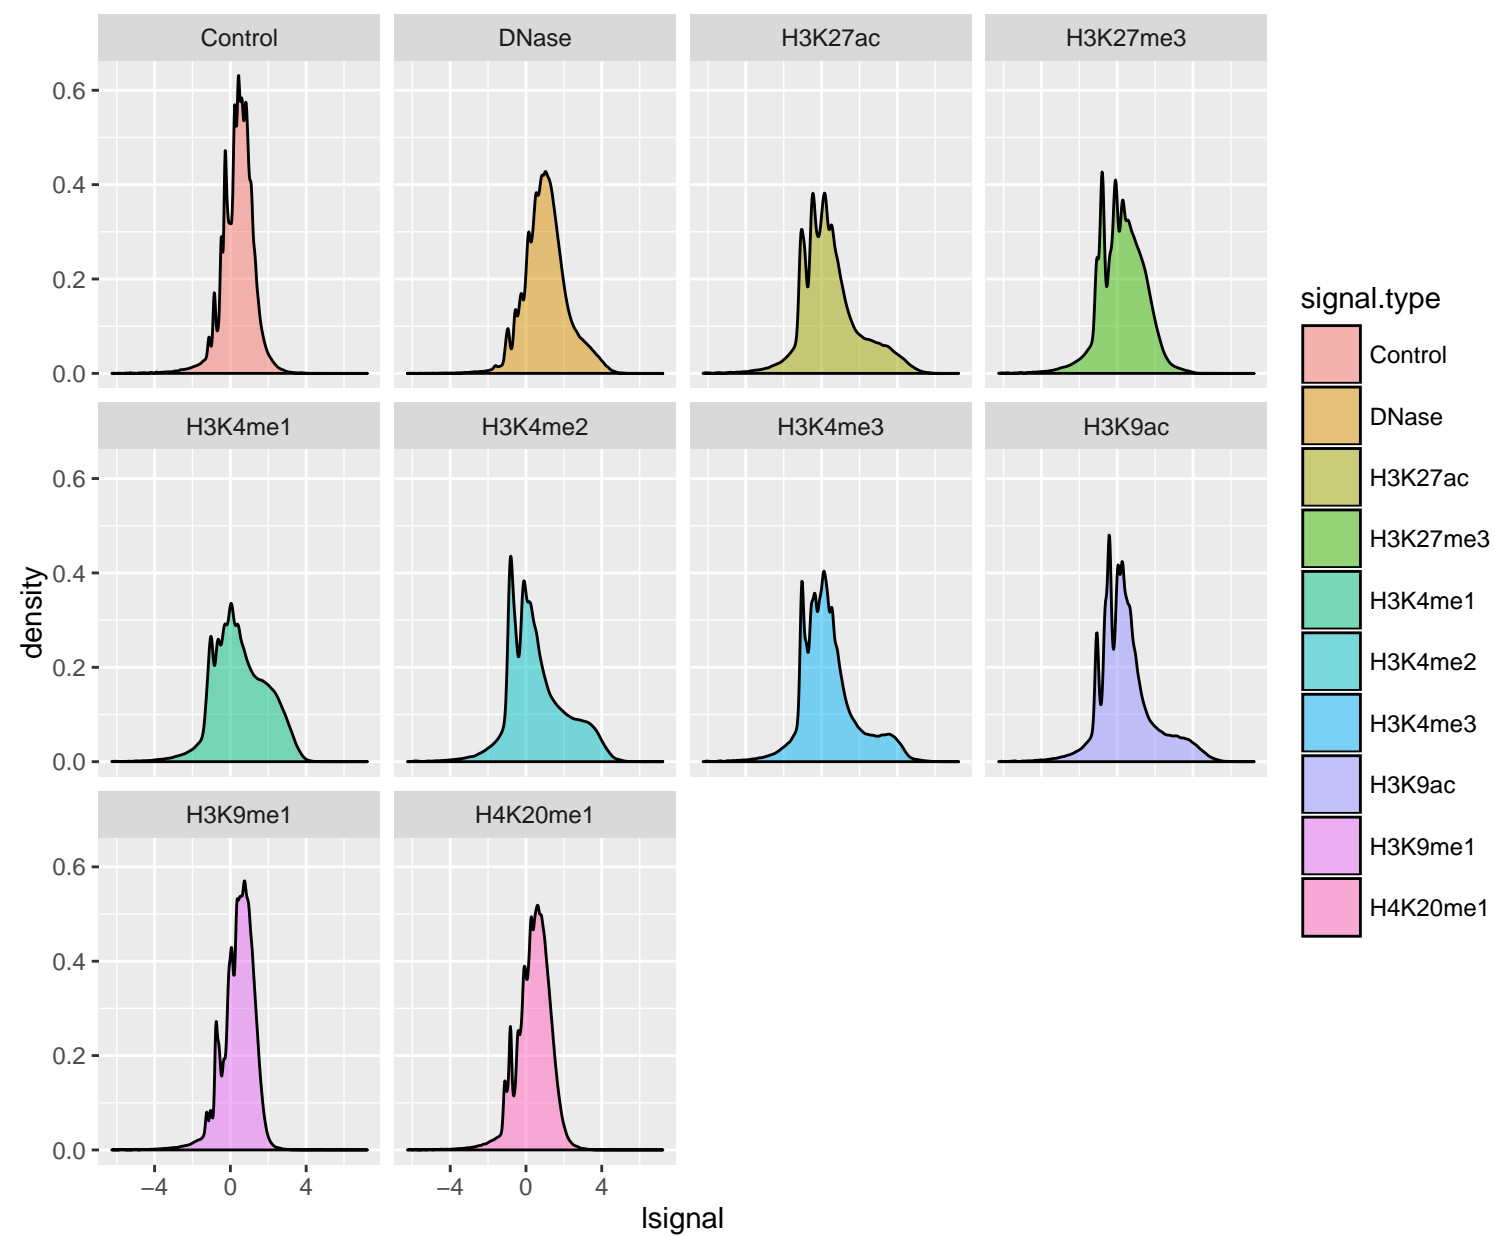 Control DNase H3K27ac H3K27me3
0.6
0.4
0.2
0.0
H3K4me1 H3K4me2 H3K4me3 H3K9ac
0.6
0.4
0.2
0.0
H3K9me1 H4K20me1
0.6
0.4
0.2
0.0
−4 0 4 −4 0 4
lsignal
density
signal.type
Control
DNase
H3K27ac
H3K27me3
H3K4me1
H3K4me2
H3K4me3
H3K9ac
H3K9me1
H4K20me1